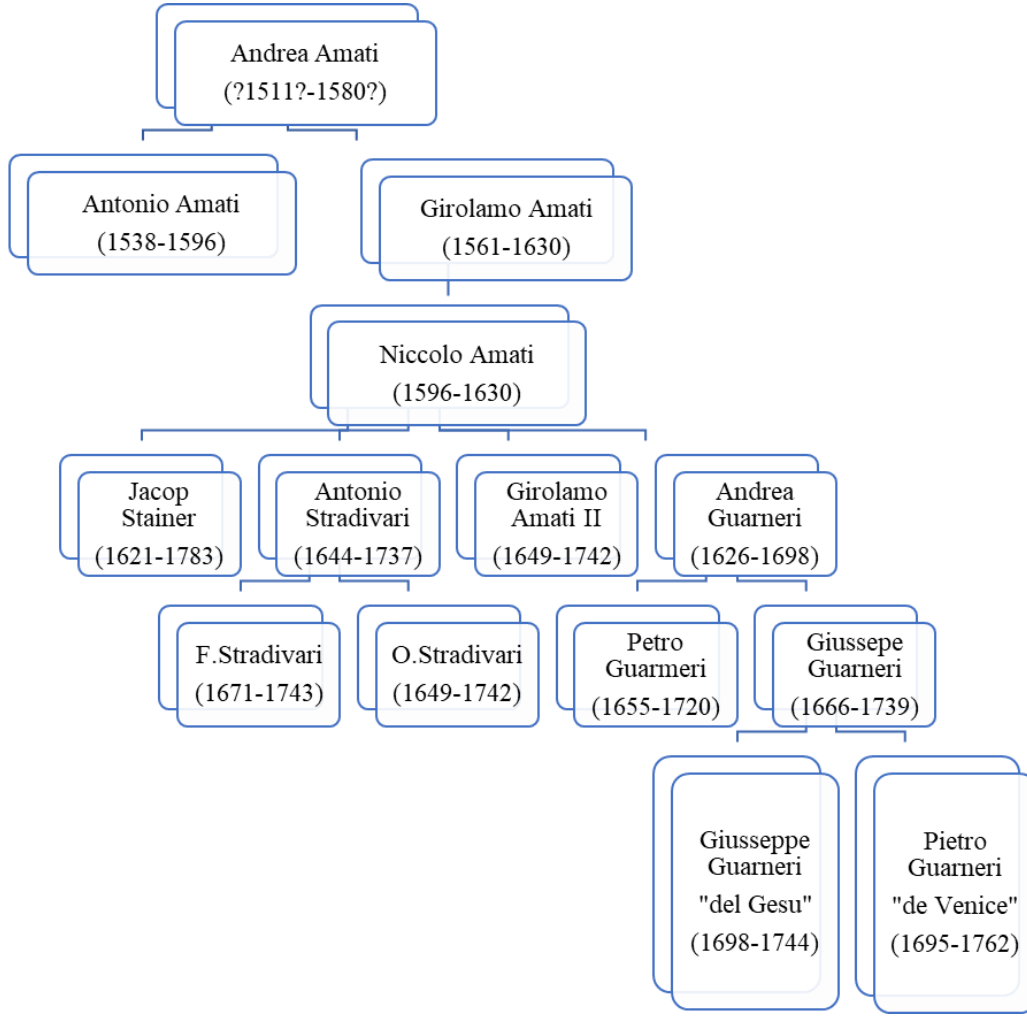 Andrea Amati
(?1511?-1580?)
Antonio Amati
(1538-1596)
Girolamo Amati
(1561-1630)
Niccolo Amati
(1596-1630)
Jacop
Stainer
(1621-1783)
Antonio
Stradivari
(1644-1737)
Girolamo
Amati II
(1649-1742)
Andrea
Guarneri
(1626-1698)
F.Stradivari
(1671-1743)
O.Stradivari
(1649-1742)
Petro
Guarmeri
(1655-1720)
Giussepe
Guarneri
(1666-1739)
Giusseppe
Guarneri
"del Gesu"
(1698-1744)
Pietro
Guarneri
"de Venice"
(1695-1762)